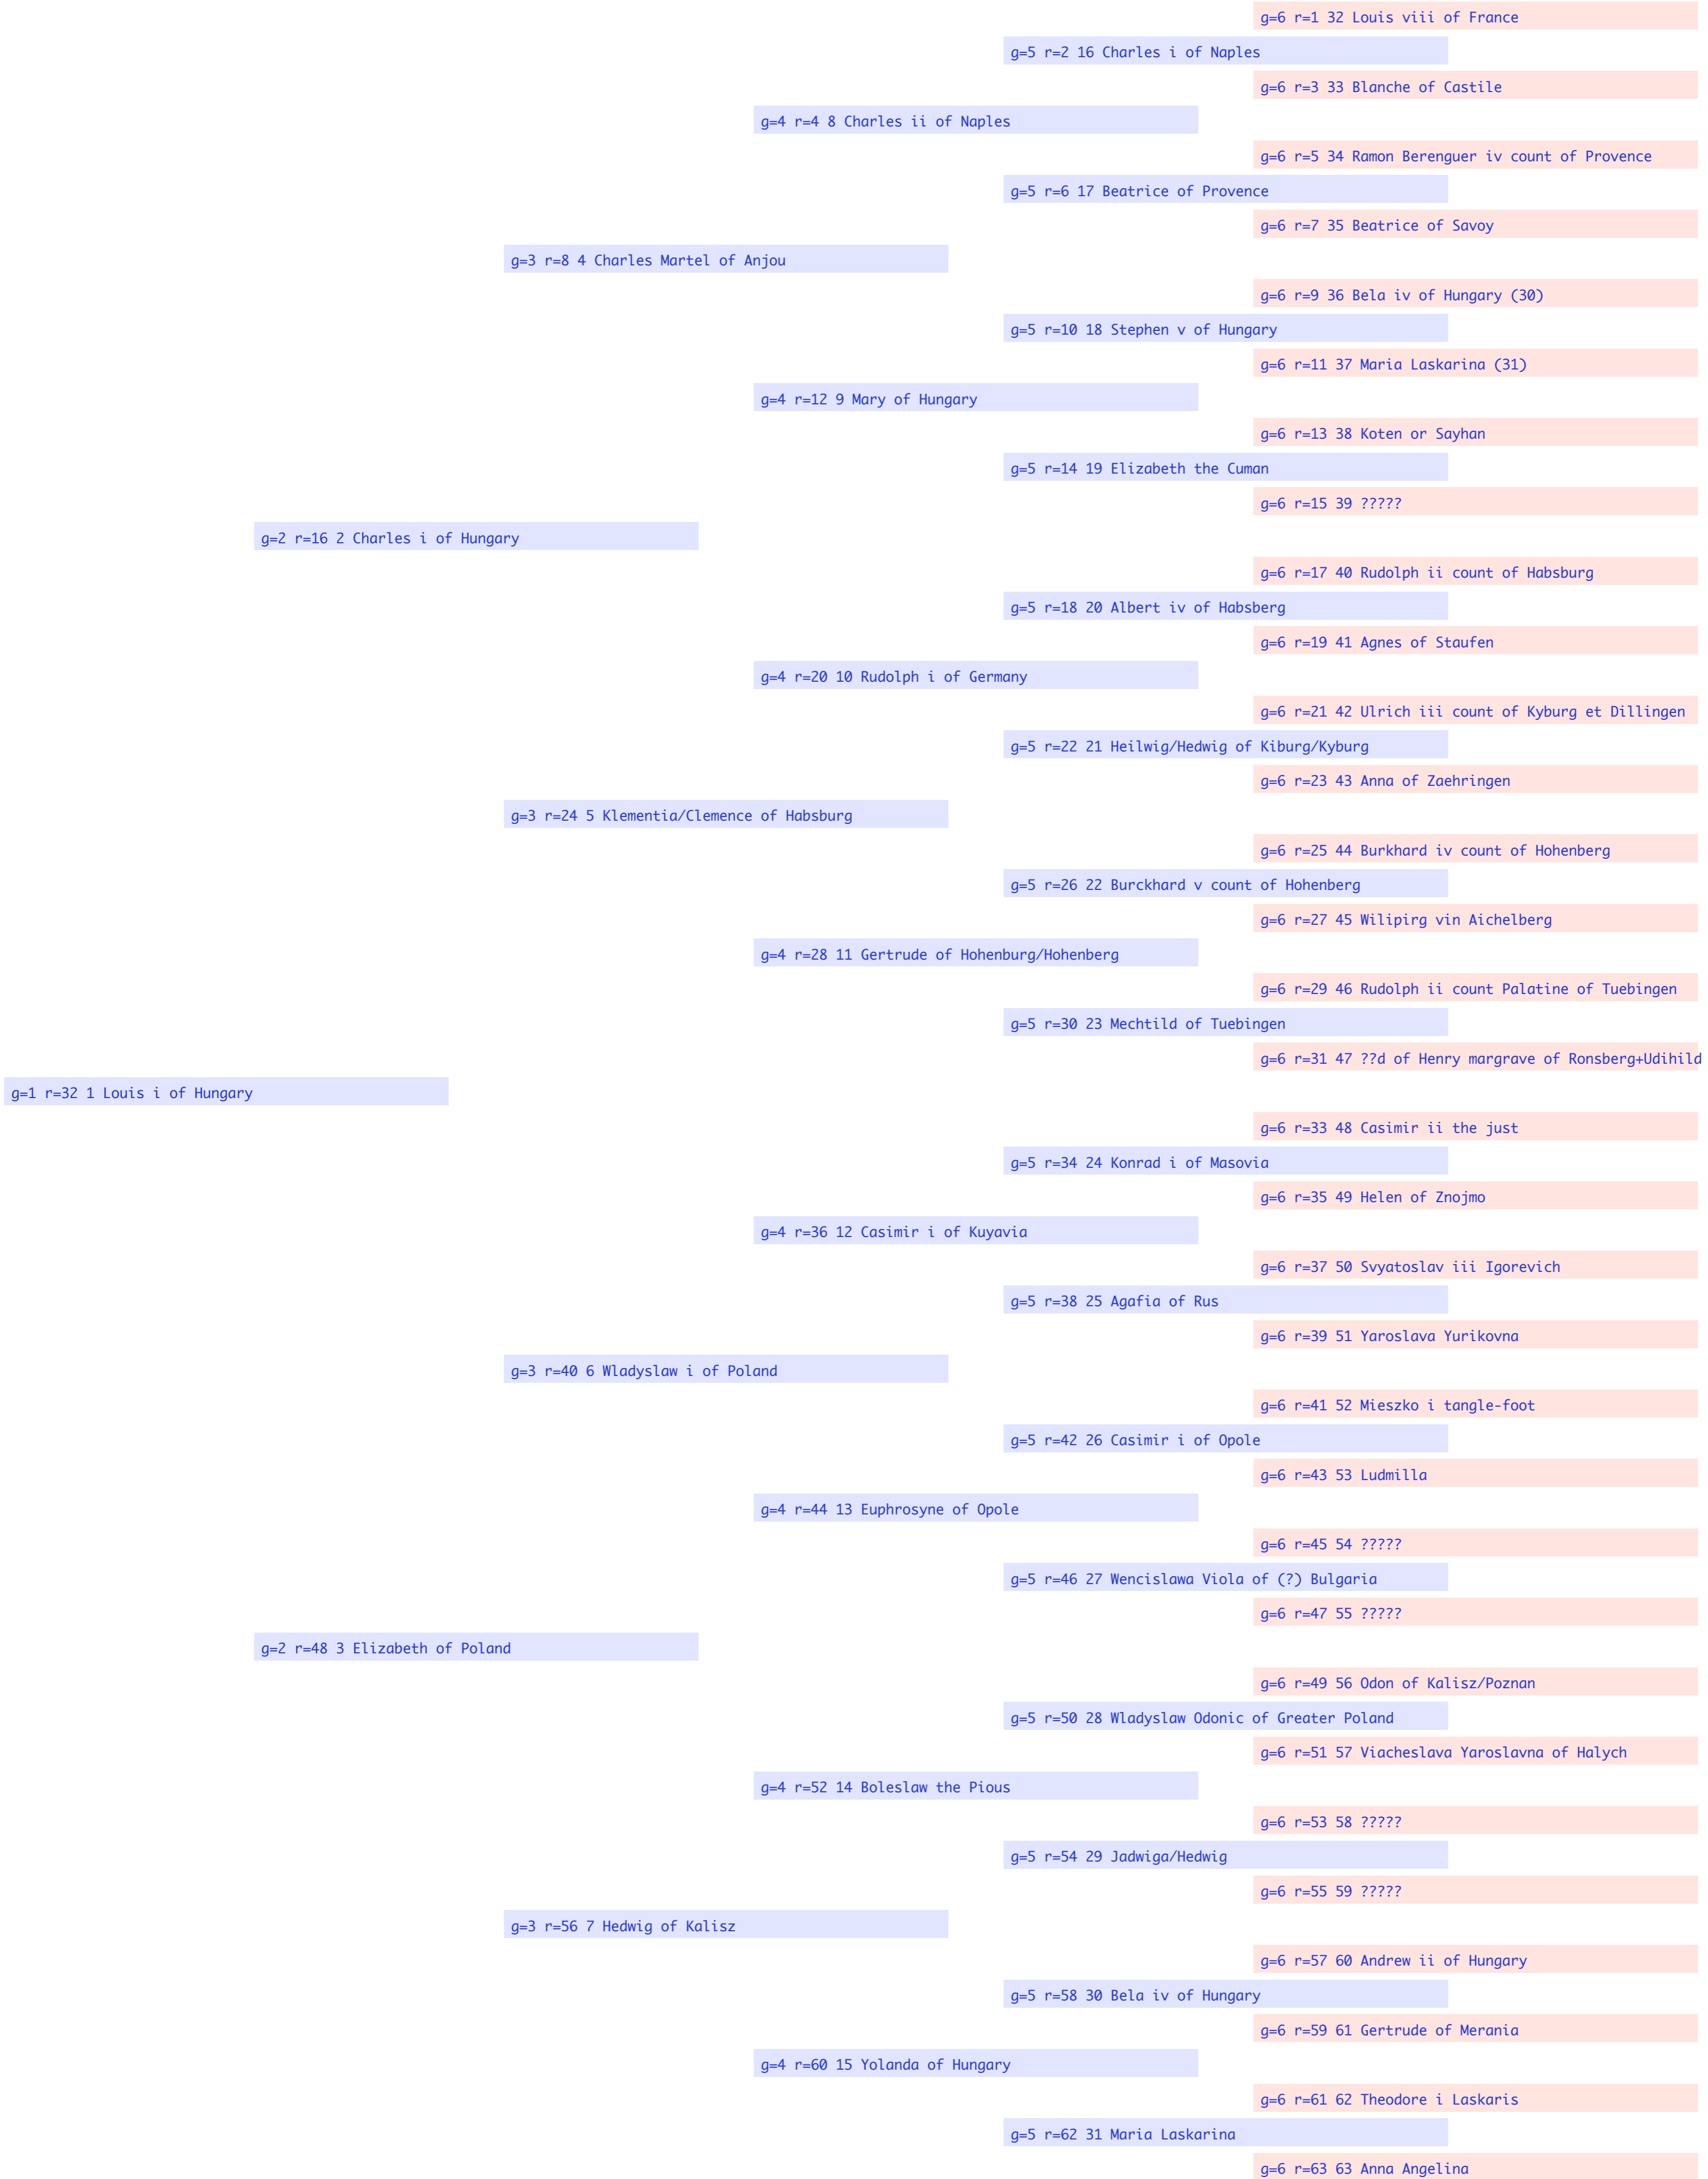 g=6 r=1 32 Louis viii of France
g=5 r=2 16 Charles i of Naples
g=6 r=3 33 Blanche of Castile
g=4 r=4 8 Charles ii of Naples
g=6 r=5 34 Ramon Berenguer iv count of Provence
g=5 r=6 17 Beatrice of Provence
g=6 r=7 35 Beatrice of Savoy
g=3 r=8 4 Charles Martel of Anjou
g=6 r=9 36 Bela iv of Hungary (30)
g=5 r=10 18 Stephen v of Hungary
g=6 r=11 37 Maria Laskarina (31)
g=4 r=12 9 Mary of Hungary
g=6 r=13 38 Koten or Sayhan
g=5 r=14 19 Elizabeth the Cuman
g=6 r=15 39 ?????
g=2 r=16 2 Charles i of Hungary
g=6 r=17 40 Rudolph ii count of Habsburg
g=5 r=18 20 Albert iv of Habsberg
g=6 r=19 41 Agnes of Staufen
g=4 r=20 10 Rudolph i of Germany
g=6 r=21 42 Ulrich iii count of Kyburg et Dillingen
g=5 r=22 21 Heilwig/Hedwig of Kiburg/Kyburg
g=6 r=23 43 Anna of Zaehringen
g=3 r=24 5 Klementia/Clemence of Habsburg
g=6 r=25 44 Burkhard iv count of Hohenberg
g=5 r=26 22 Burckhard v count of Hohenberg
g=6 r=27 45 Wilipirg vin Aichelberg
g=4 r=28 11 Gertrude of Hohenburg/Hohenberg
g=6 r=29 46 Rudolph ii count Palatine of Tuebingen
g=5 r=30 23 Mechtild of Tuebingen
g=6 r=31 47 ??d of Henry margrave of Ronsberg+Udihild
g=1 r=32 1 Louis i of Hungary
g=6 r=33 48 Casimir ii the just
g=5 r=34 24 Konrad i of Masovia
g=6 r=35 49 Helen of Znojmo
g=4 r=36 12 Casimir i of Kuyavia
g=6 r=37 50 Svyatoslav iii Igorevich
g=5 r=38 25 Agafia of Rus
g=6 r=39 51 Yaroslava Yurikovna
g=3 r=40 6 Wladyslaw i of Poland
g=6 r=41 52 Mieszko i tangle-foot
g=5 r=42 26 Casimir i of Opole
g=6 r=43 53 Ludmilla
g=4 r=44 13 Euphrosyne of Opole
g=6 r=45 54 ?????
g=5 r=46 27 Wencislawa Viola of (?) Bulgaria
g=6 r=47 55 ?????
g=2 r=48 3 Elizabeth of Poland
g=6 r=49 56 Odon of Kalisz/Poznan
g=5 r=50 28 Wladyslaw Odonic of Greater Poland
g=6 r=51 57 Viacheslava Yaroslavna of Halych
g=4 r=52 14 Boleslaw the Pious
g=6 r=53 58 ?????
g=5 r=54 29 Jadwiga/Hedwig
g=6 r=55 59 ?????
g=3 r=56 7 Hedwig of Kalisz
g=6 r=57 60 Andrew ii of Hungary
g=5 r=58 30 Bela iv of Hungary
g=6 r=59 61 Gertrude of Merania
g=4 r=60 15 Yolanda of Hungary
g=6 r=61 62 Theodore i Laskaris
g=5 r=62 31 Maria Laskarina
g=6 r=63 63 Anna Angelina